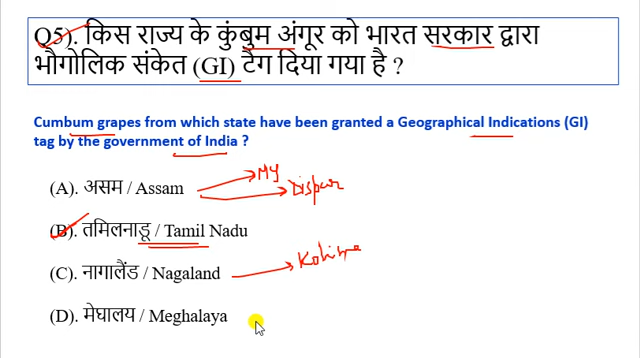 Q5). किस राज्य के कुंबुम अंगूर को भारत सरकार द्वारा
भौगोलिक संकेत (GI) टैग दिया गया है ?
Cumbum grapes from which state have been granted a Geographical Indications (GI)
tag by the government of India ?
(A). असम / Assam
My
Dispur
(B). तमिलनाडू / Tamil Nadu
(C). नागालैंड / Nagaland
Kohima
(D). मेघालय / Meghalaya